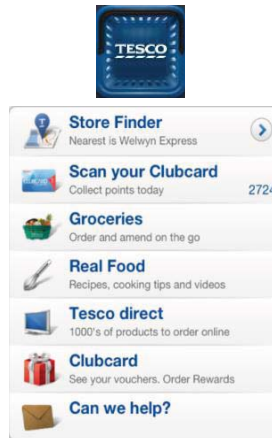 TESCO
Store Finder
Nearest is Welwyn Express
Scan your Clubcard
Collect points today
2724
Groceries
Order and amend on the go
Real Food
Recipes, cooking tips and videos
Tesco direct
1000's of products to order online
Clubcard
See your vouchers. Order Rewards
Can we help?